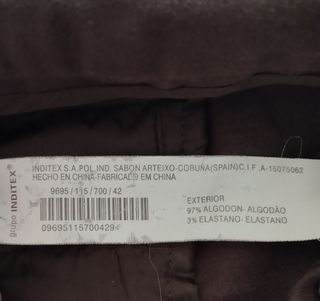 grupo INDITEX
INDITEX S.A.POL.IND. SABON ARTEIXO-CORUÑA(SPAIN)C.I.F.A-15075062
HECHO EN CHINA-FABRICADO EM CHINA
9695/115/700/42
09695115700429
EXTERIOR
97% ALGODON- ALGODÃO
3% ELASTANO- ELASTANO